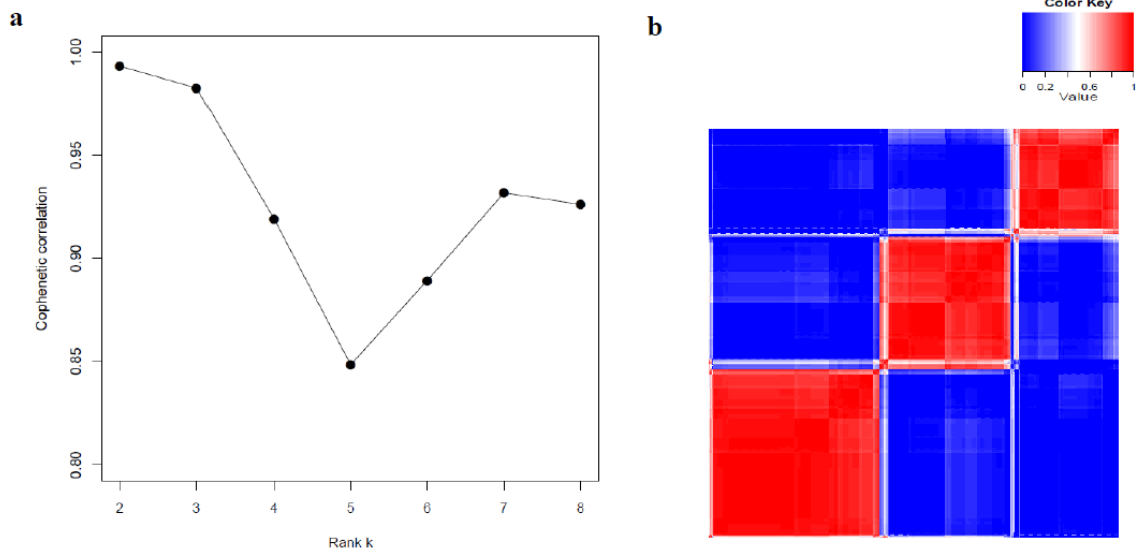 a
b
Color Key
0 0.2 0.6 1
Value
1.00
0.95
0.90
0.85
0.80
Cophenetic correlation
2 3 4 5 6 7 8
Rank k